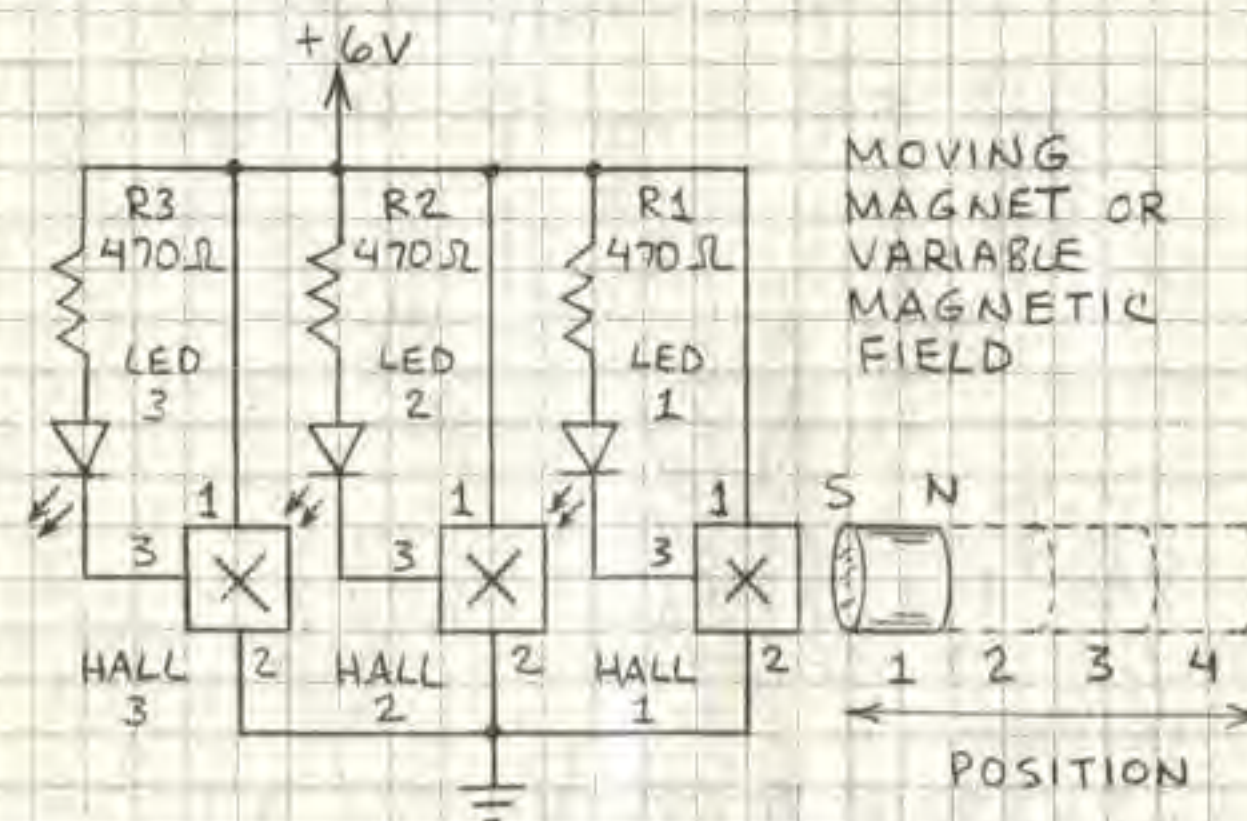 +6V
R3
470Ω
R2
470Ω
R1
470Ω
MOVING
MAGNET OR
VARIABLE
MAGNETIC
FIELD
LED
3
LED
2
LED
1
S N
1
3
1
3
1
3
HALL
3
2
HALL
2
2
HALL
1
2
1 2 3 4
POSITION